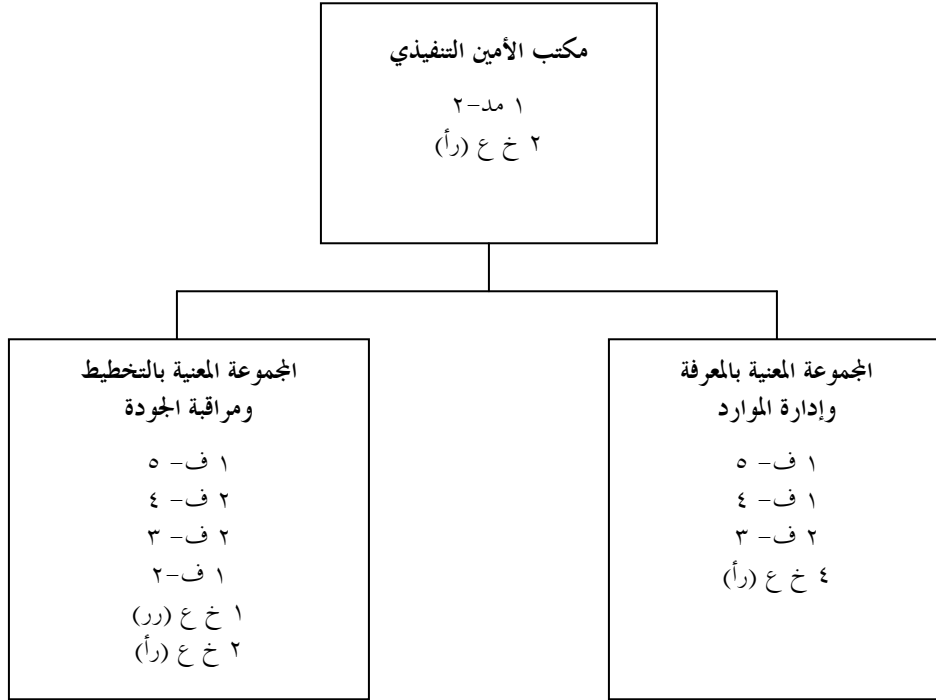 مكتب الأمين التنفيذي
١ مد-٢
٢ خ ع (رأ)
المجموعة المعنية بالمعرفة
وإدارة الموارد
١ ف- ٥
١ ف- ٤
٢ ف- ٣
٤ خ ع (رأ)
المجموعة المعنية بالتخطيط
ومراقبة الجودة
١ ف- ٥
٢ ف- ٤
٢ ف- ٣
١ ف-٢
١ خ ع (رر)
٢ خ ع (رأ)